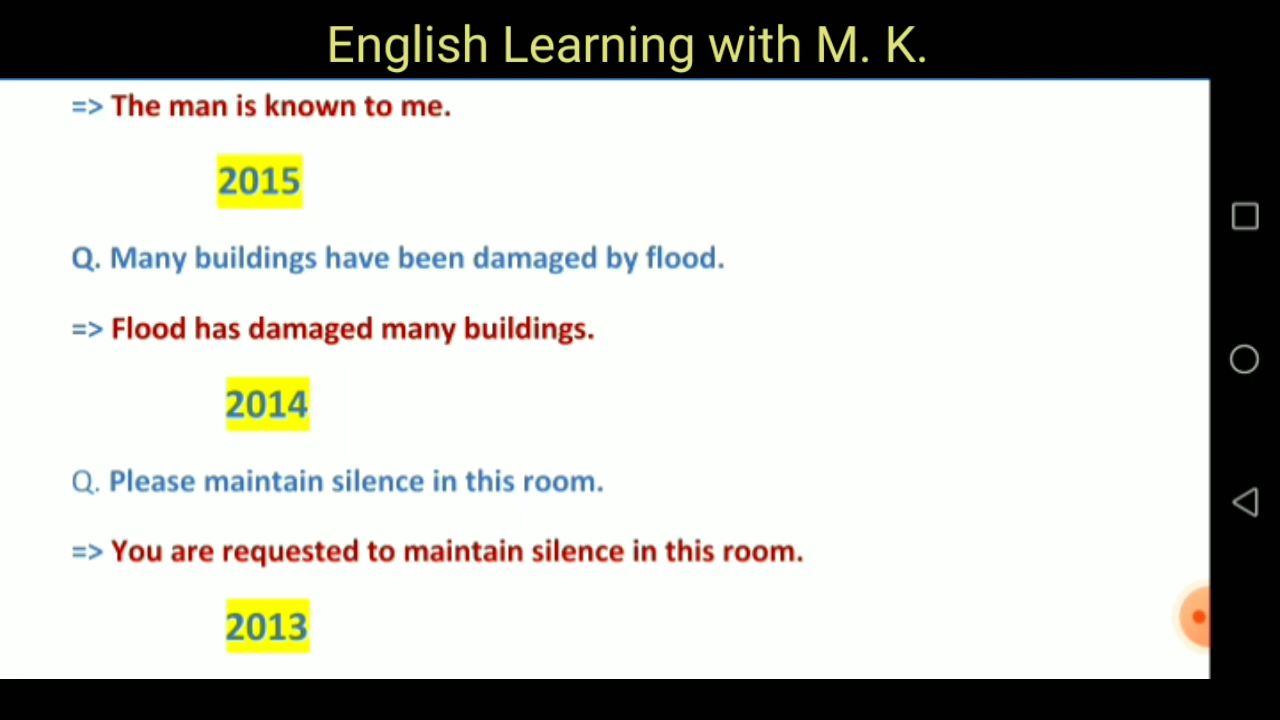 English Learning with M. K.
=> The man is known to me.
2015
Q. Many buildings have been damaged by flood.
=> Flood has damaged many buildings.
2014
Q. Please maintain silence in this room.
=> You are requested to maintain silence in this room.
2013